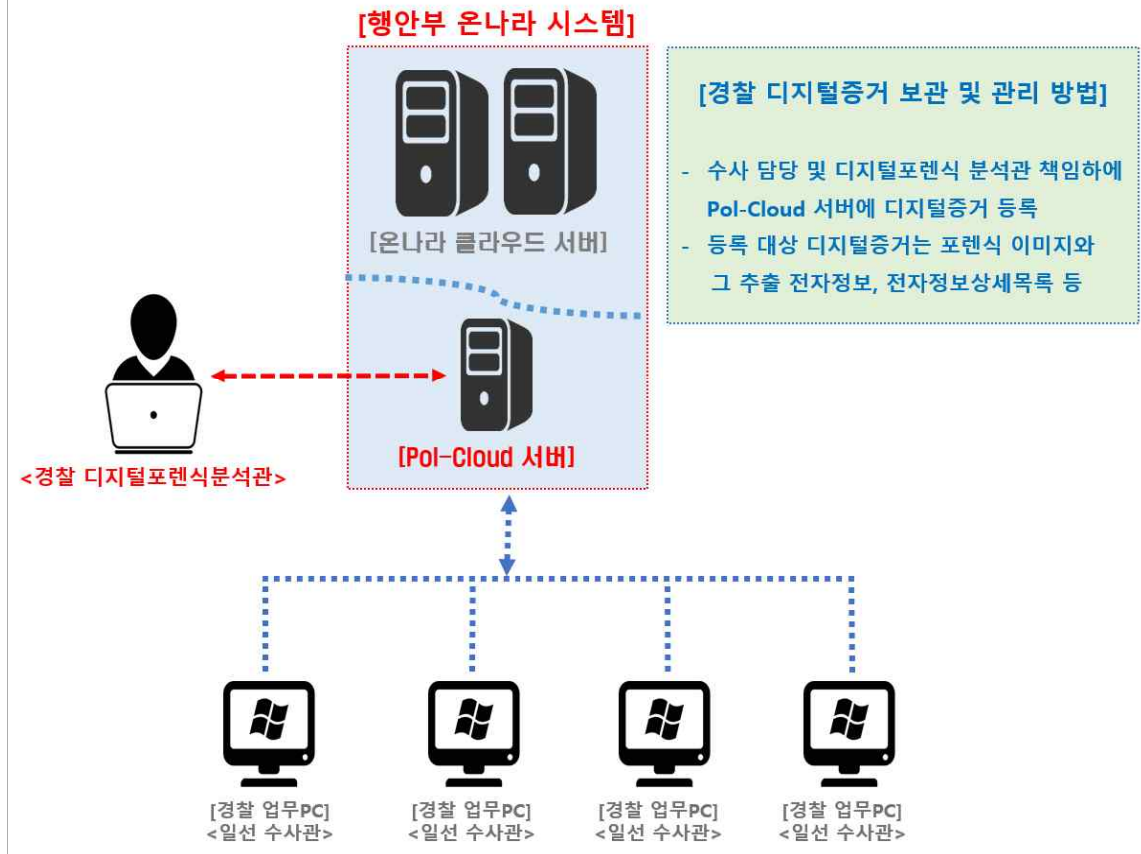 [행안부 온나라 시스템]
[온나라 클라우드 서버]
[경찰 디지털증거 보관 및 관리 방법]
- 수사 담당 및 디지털포렌식 분석관 책임하에
Pol-Cloud 서버에 디지털증거 등록
- 등록 대상 디지털증거는 포렌식 이미지와
그 추출 전자정보, 전자정보상세목록 등
<경찰 디지털포렌식분석관>
[Pol-Cloud 서버]
[경찰 업무PC]
<일선 수사관>
[경찰 업무PC]
<일선 수사관>
[경찰 업무PC]
<일선 수사관>
[경찰 업무PC]
<일선 수사관>